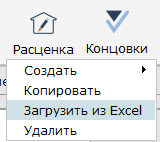 Расценка Концовки
Создать
Копировать
Загрузить из Excel
Удалить